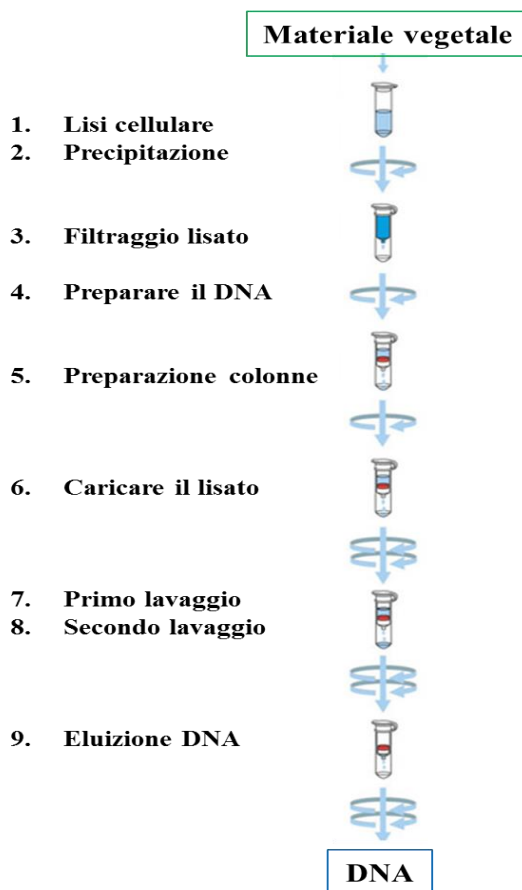 Materiale vegetale
1. Lisi cellulare
2. Precipitazione
3. Filtraggio lisato
4. Preparare il DNA
5. Preparazione colonne
6. Caricare il lisato
7. Primo lavaggio
8. Secondo lavaggio
9. Eluizione DNA
DNA